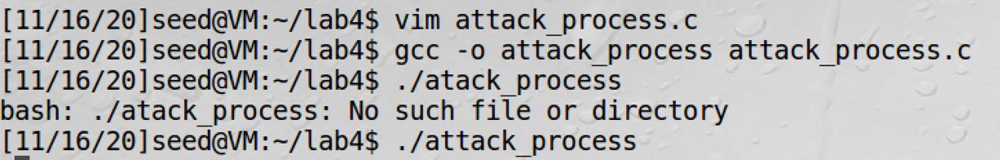 [11/16/20]seed@VM:~/lab4$ vim attack_process.c
[11/16/20]seed@VM:~/lab4$ gcc -o attack_process attack_process.c
[11/16/20]seed@VM:~/lab4$ ./atack_process
bash: ./atack_process: No such file or directory
[11/16/20]seed@VM:~/lab4$ ./attack_process